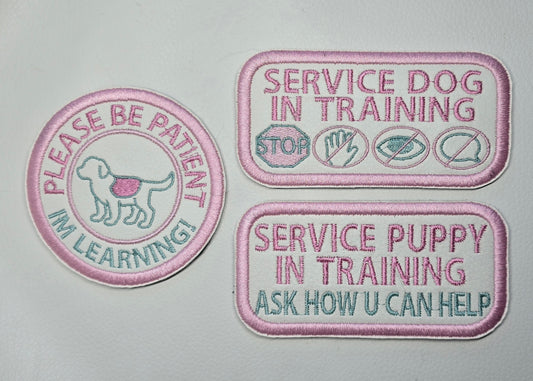 PLEASE BE PATIENT
IM LEARNING!
SERVICE DOG
IN TRAINING
STOP
SERVICE PUPPY
IN TRAINING
ASK HOW U CAN HELP